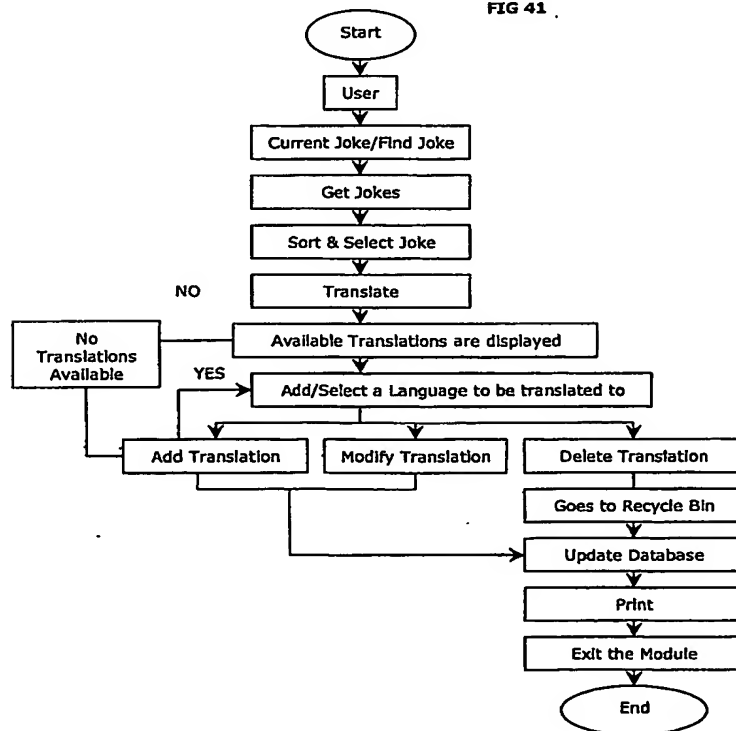 FIG 41
Start
User
Current Joke/Find Joke
Get Jokes
Sort & Select Joke
NO
Translate
No
Translations
Available
Available Translations are displayed
YES
Add/Select a Language to be translated to
Add Translation
Modify Translation
Delete Translation
Goes to Recycle Bin
Update Database
Print
Exit the Module
End